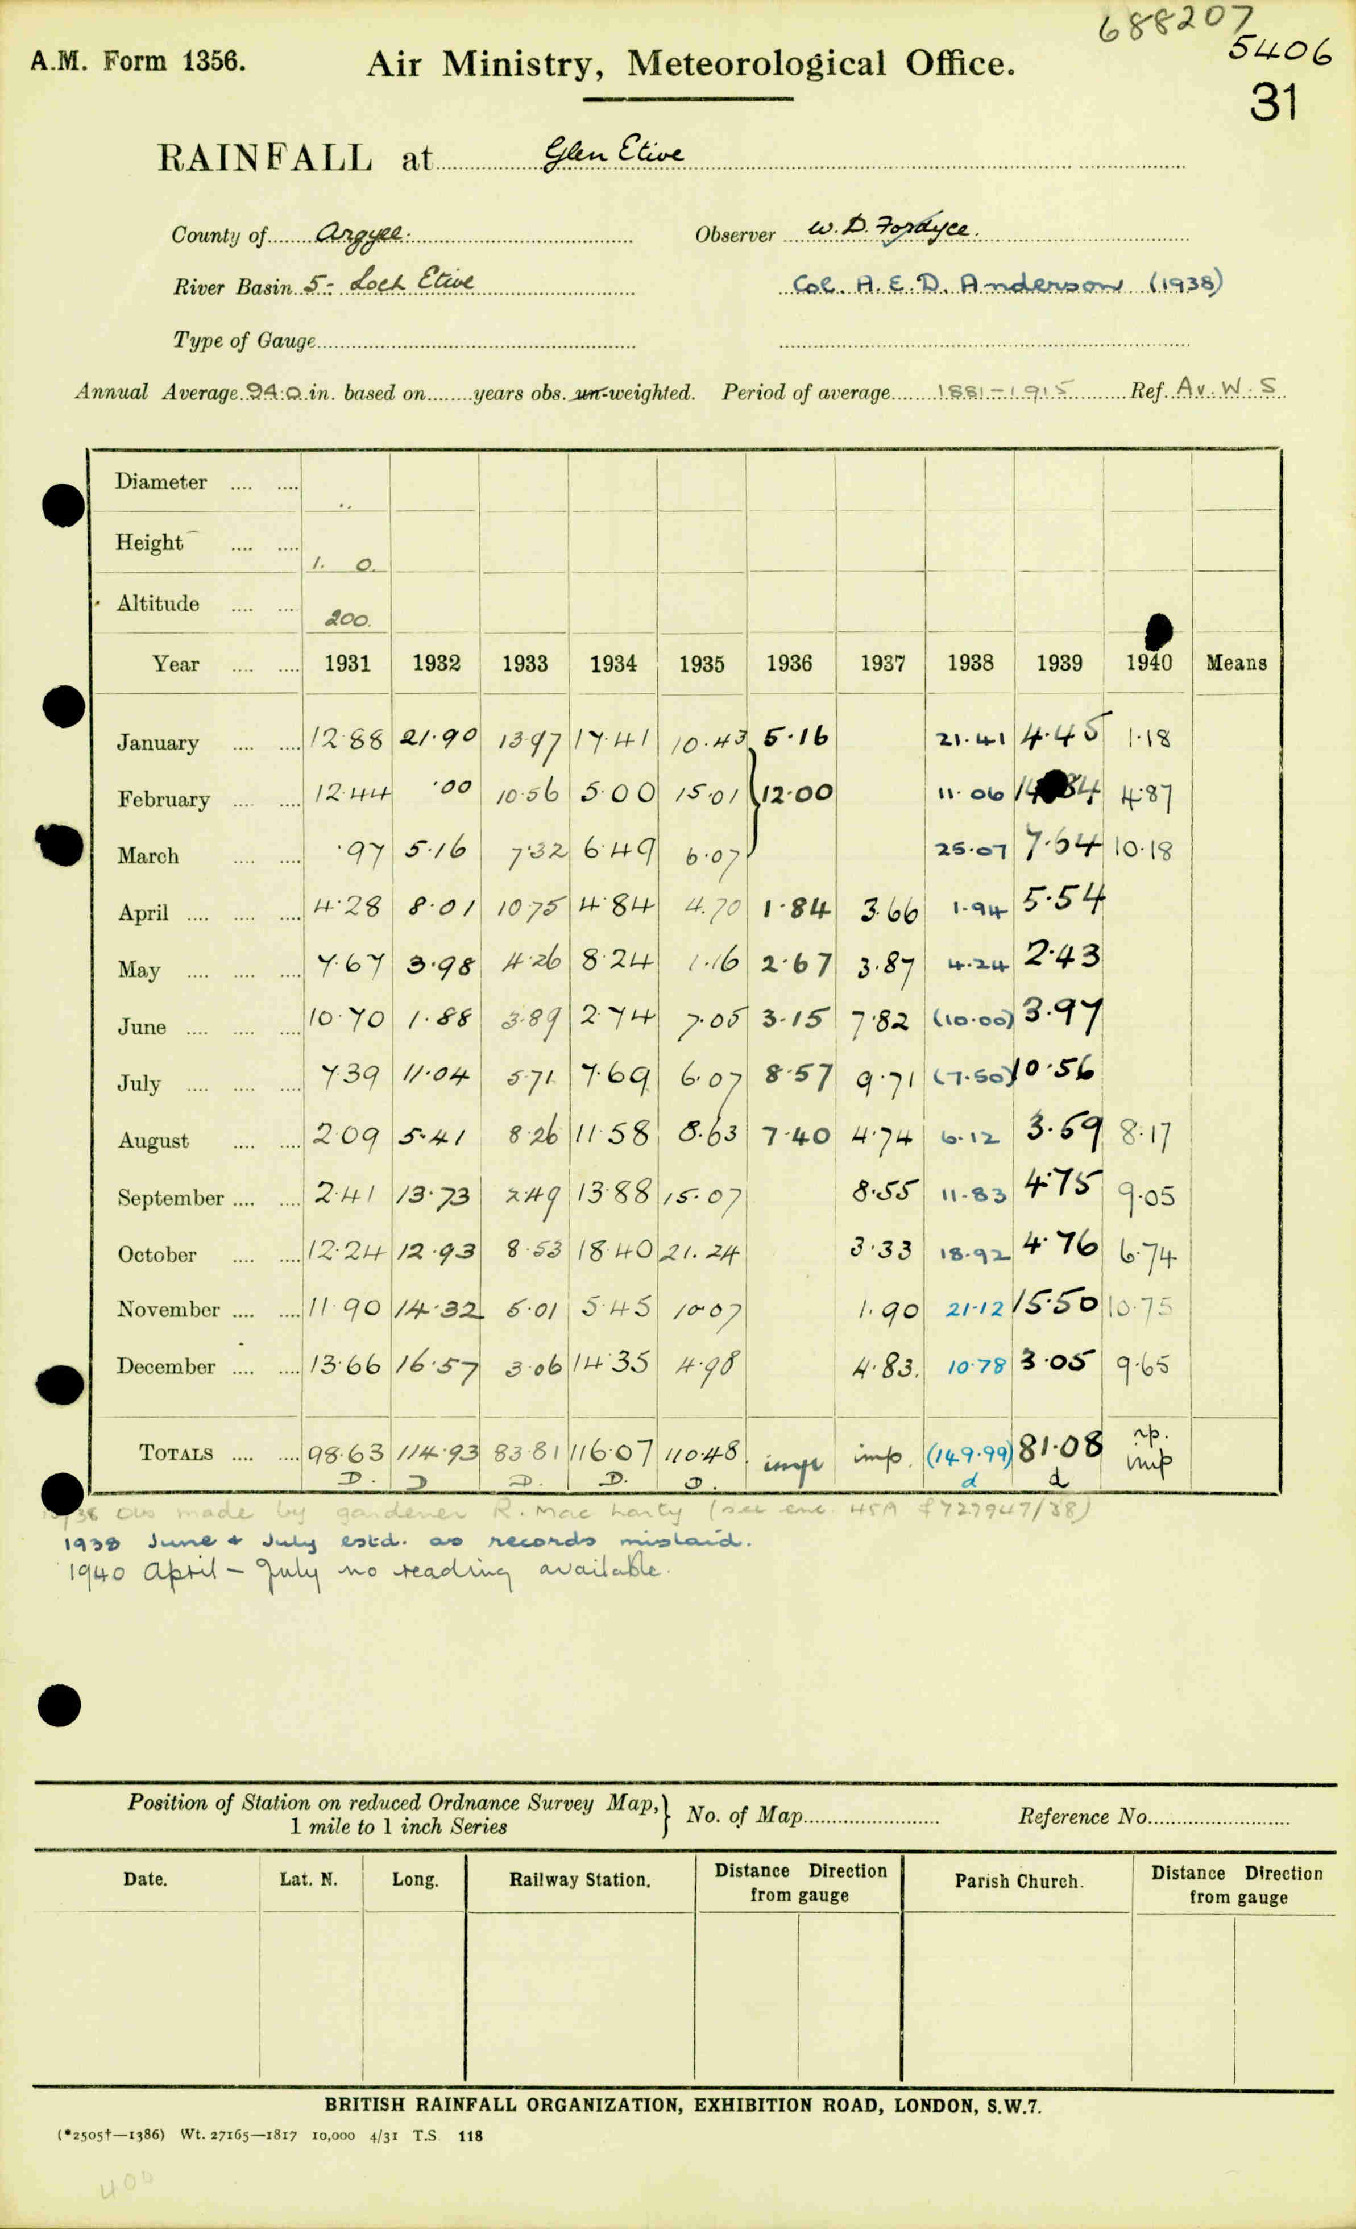 688207
5406
31
A.M. Form 1356.
Air Ministry, Meteorological Office.
RAINFALL at Glen Etive
County of Argyll. Observer W. D. Fordyce.
River Basin 5:- Loch Etive Col. A. E. D. Anderson (1938)
Type of Gauge
Annual Average 94.0 in. based on years obs. un-weighted. Period of average 1881-1915 Ref. Av. W. S.
Diameter
Height 1. 0.
Altitude 200.
Year 1931 1932 1933 1934 1935 1936 1937 1938 1939 1940 Means
January 12.88 21.90 13.97 17.41 10.43 5.16 21.41 4.45 1.18
February 12.44 .00 10.56 5.00 15.01 12.00 11.06 14.84 4.87
March .97 5.16 7.32 6.49 6.07 25.07 7.54 10.18
April 4.28 8.01 10.75 4.84 4.70 1.84 3.66 1.94 5.54
May 7.67 3.98 4.26 8.24 1.16 2.67 3.87 4.24 2.43
June 10.70 1.88 3.89 2.74 7.05 3.15 7.82 (10.00) 3.97
July 7.39 11.04 5.71 7.69 6.07 8.57 9.71 (7.50) 10.56
August 2.09 5.41 8.26 11.58 8.63 7.40 4.74 6.12 3.69 8.17
September 2.41 13.73 2.49 13.88 15.07 8.55 11.83 4.75 9.05
October 12.24 12.93 8.53 18.40 21.24 3.33 18.92 4.76 6.74
November 11.90 14.32 5.01 5.45 10.07 1.90 21.12 15.50 10.75
December 13.66 16.57 3.06 14.35 4.98 4.83. 10.78 3.05 9.65
TOTALS 98.63 114.93 83.81 116.07 110.48 impf imp. (149.99) 81.08 np. imp
D. D D. D. D. d d
1938 obs made by gardener R. Mac (see enc. 727947/38)
1938 June + July estd. as records mislaid.
1940 April - July no reading available.
Position of Station on reduced Ordnance Survey Map, 1 mile to 1 inch Series } No. of Map Reference No.
Date. Lat. N. Long. Railway Station. Distance Direction from gauge Parish Church. Distance Direction from gauge
BRITISH RAINFALL ORGANIZATION, EXHIBITION ROAD, LONDON, S.W.7.
(*2505†—1386) Wt. 27165—1817 10,000 4/31 T.S 118
400